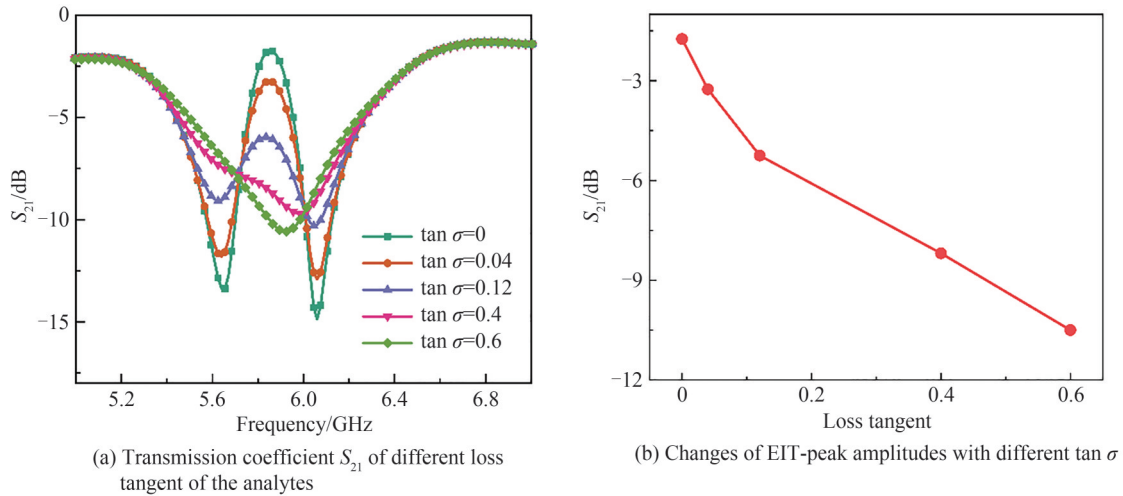 0
−5
−10
−15
S21/dB
5.2
5.6
6.0
6.4
6.8
Frequency/GHz
tan σ=0
tan σ=0.04
tan σ=0.12
tan σ=0.4
tan σ=0.6
(a) Transmission coefficient S21 of different loss
tangent of the analytes
−3
−6
−9
−12
S21/dB
0
0.2
0.4
0.6
Loss tangent
(b) Changes of EIT-peak amplitudes with different tan σ